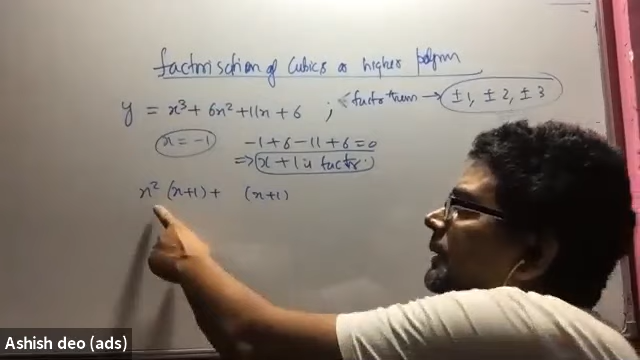 factorisation of Cubics or higher polynm
y = x³ + 6x² + 11x + 6 ; factor them → ±1, ±2, ±3
x = -1 -1+6-11+6=0
⇒ x+1 is factor.
x² (x+1) + (x+1)
Ashish deo (ads)